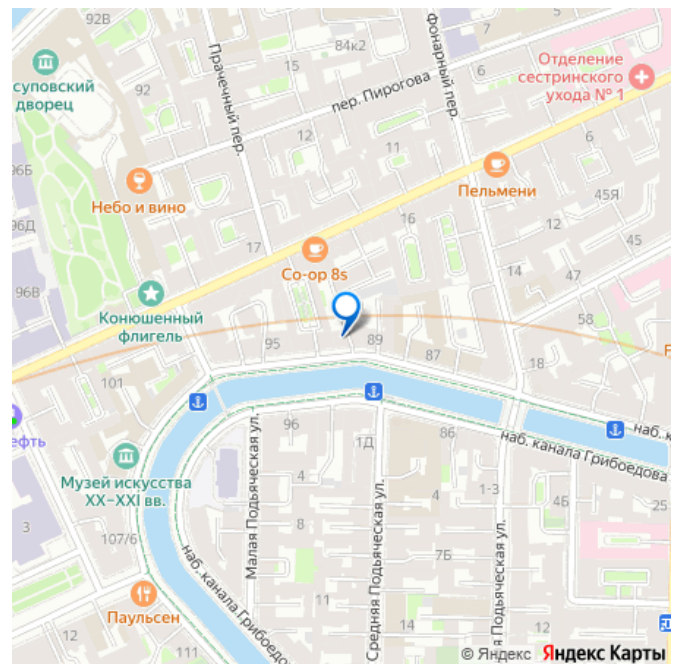 92В
84к2
7
Прачечный пер.
Фонарный пер.
суповский
дворец
92
15
пер. Пирогова
6
5
Отделение
сестринского
ухода № 1
12
11
6
96Б
Небо и вино
Пельмени
45Я
96Д
17
16
12
45
Co-op 8s
14
47
96В
Конюшенный
флигель
58
95
89
87
18
101
96
1Д
86
наб. к
наб. канала Грибоедова
ефть
Музей искусства
XX–XXI вв.
Малая Подьяческая ул.
Средняя Подьяческая ул.
я Подьяческая ул.
4
4
1-3
4Б
25
3
107/6
8
7Б
наб. канала Грибоедова
Паульсен
14
11
12
111
13
© Яндекс Яндекс Карты